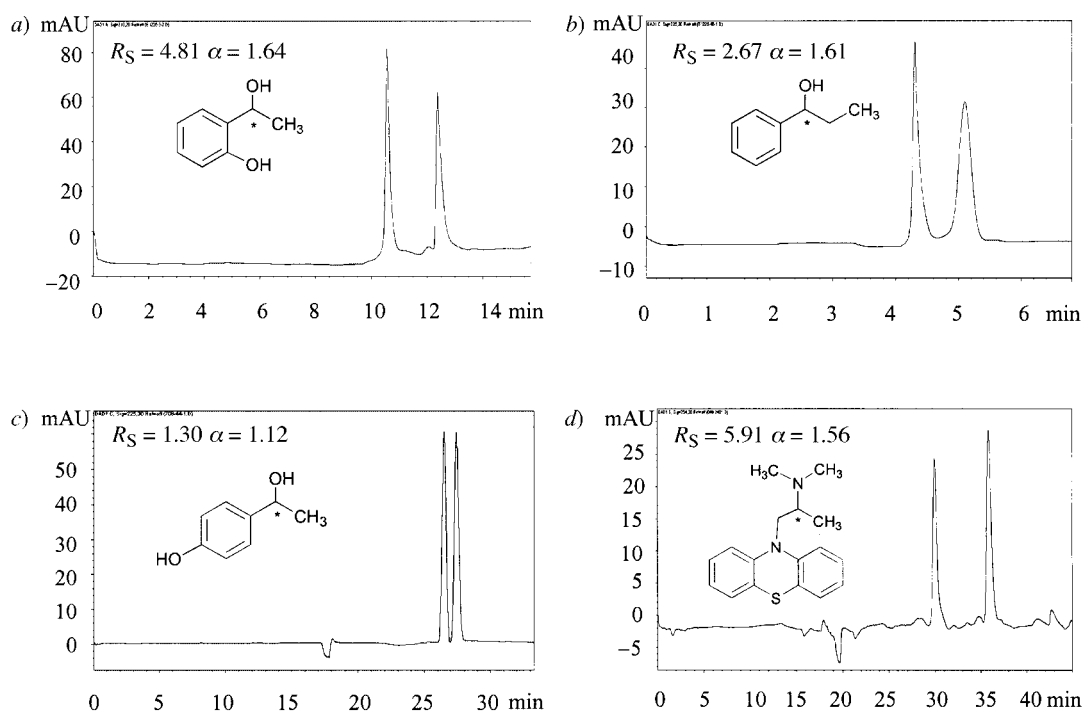 a) mAU
R_S = 4.81 α = 1.64
OH
CH₃
*
OH
80
60
40
20
0
–20
0 2 4 6 8 10 12 14 min
b) mAU
R_S = 2.67 α = 1.61
OH
CH₃
*
40
30
20
10
0
–10
0 1 2 3 4 5 6 min
c) mAU
R_S = 1.30 α = 1.12
OH
CH₃
*
HO
50
40
30
20
10
0
0 10 20 30 min
d) mAU
R_S = 5.91 α = 1.56
H₃C CH₃
N
* CH₃
N
S
25
20
15
10
5
0
–5
0 5 10 15 20 25 30 35 40 min